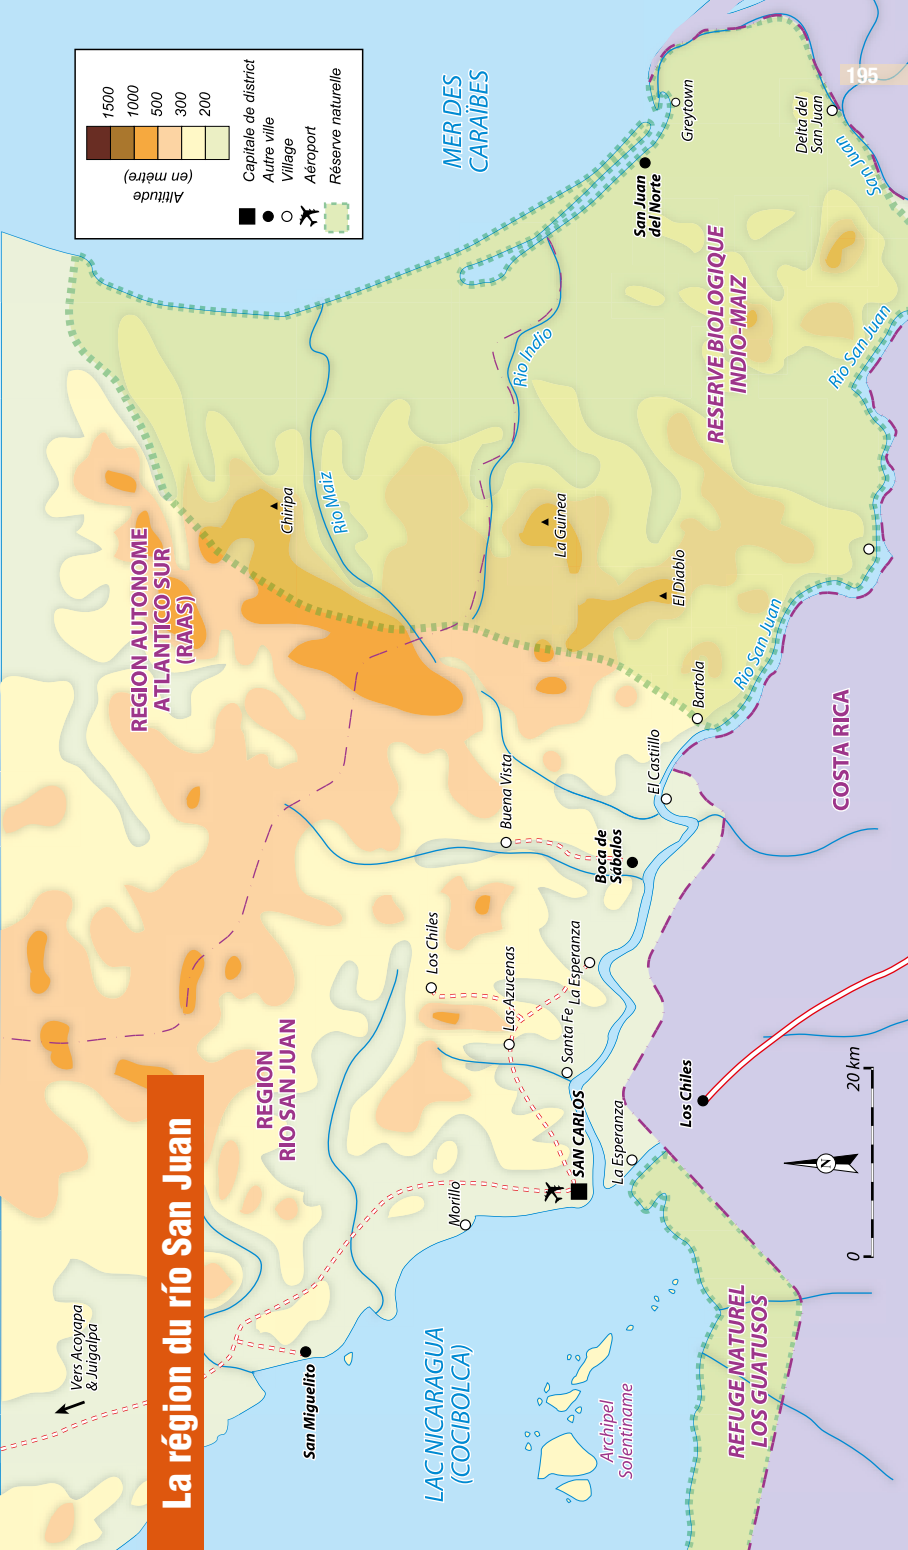 La région du río San Juan
Vers Acoyapa
& Juigalpa
San Miguelito
LAC NICARAGUA
(COCIBOLCA)
Archipel
Solentiname
REFUGE NATUREL
LOS GUATUSOS
Morillo
SAN CARLOS
La Esperanza
Los Chiles
0
20 km
N
REGION
RIO SAN JUAN
Los Chiles
Las Azucenas
Santa Fe
La Esperanza
Buena Vista
Boca de
Sábalos
El Castiillo
Bartola
COSTA RICA
REGION AUTONOME
ATLANTICO SUR
(RAAS)
Chiripa
Rio Maiz
La Guinea
El Diablo
Rio San Juan
Rio Indio
RESERVE BIOLOGIQUE
INDIO-MAIZ
Rio San Juan
San Juan
del Norte
Greytown
Delta del
San Juan
San Juan
MER DES
CARAÏBES
Altitude
(en mètre)
1500
1000
500
300
200
Capitale de district
Autre ville
Village
Aéroport
Réserve naturelle
195